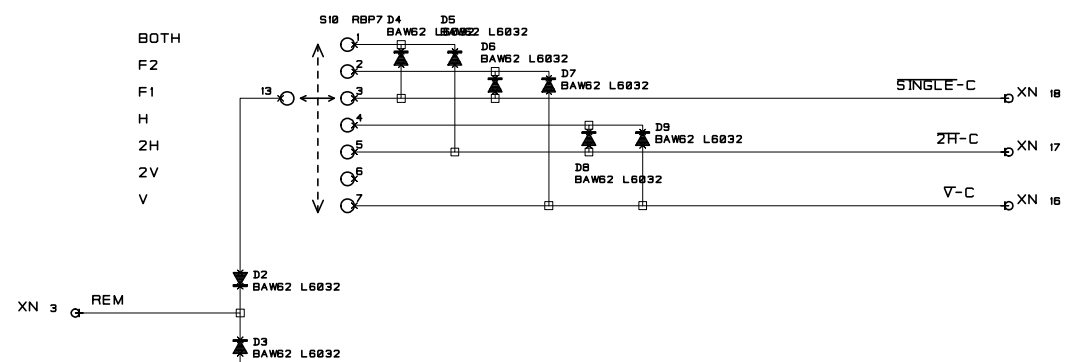 S10 RBP7 D4 D5
BAW62 L6032
BAW62 L6032
BOTH
1
D6
BAW62 L6032
F2
2
D7
BAW62 L6032
F1
13
3
SINGLE-C
XN 18
H
4
D9
BAW62 L6032
2H
5
2H-C
XN 17
D8
BAW62 L6032
2V
6
V
7
V-C
XN 16
D2
BAW62 L6032
XN 3
REM
D3
BAW62 L6032